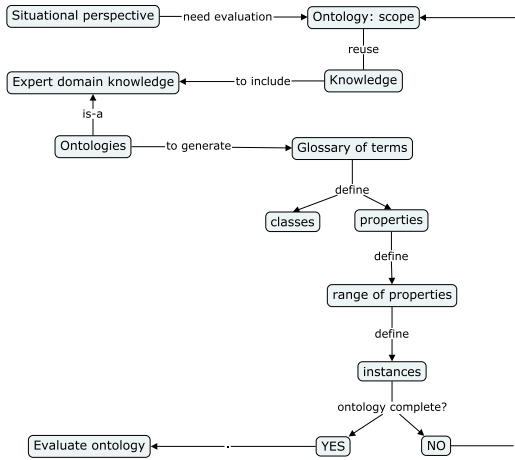 Situational perspective
need evaluation
Ontology: scope
reuse
Expert domain knowledge
to include
Knowledge
is-a
Ontologies
to generate
Glossary of terms
define
classes
properties
define
range of properties
define
instances
ontology complete?
Evaluate ontology
.
YES
NO